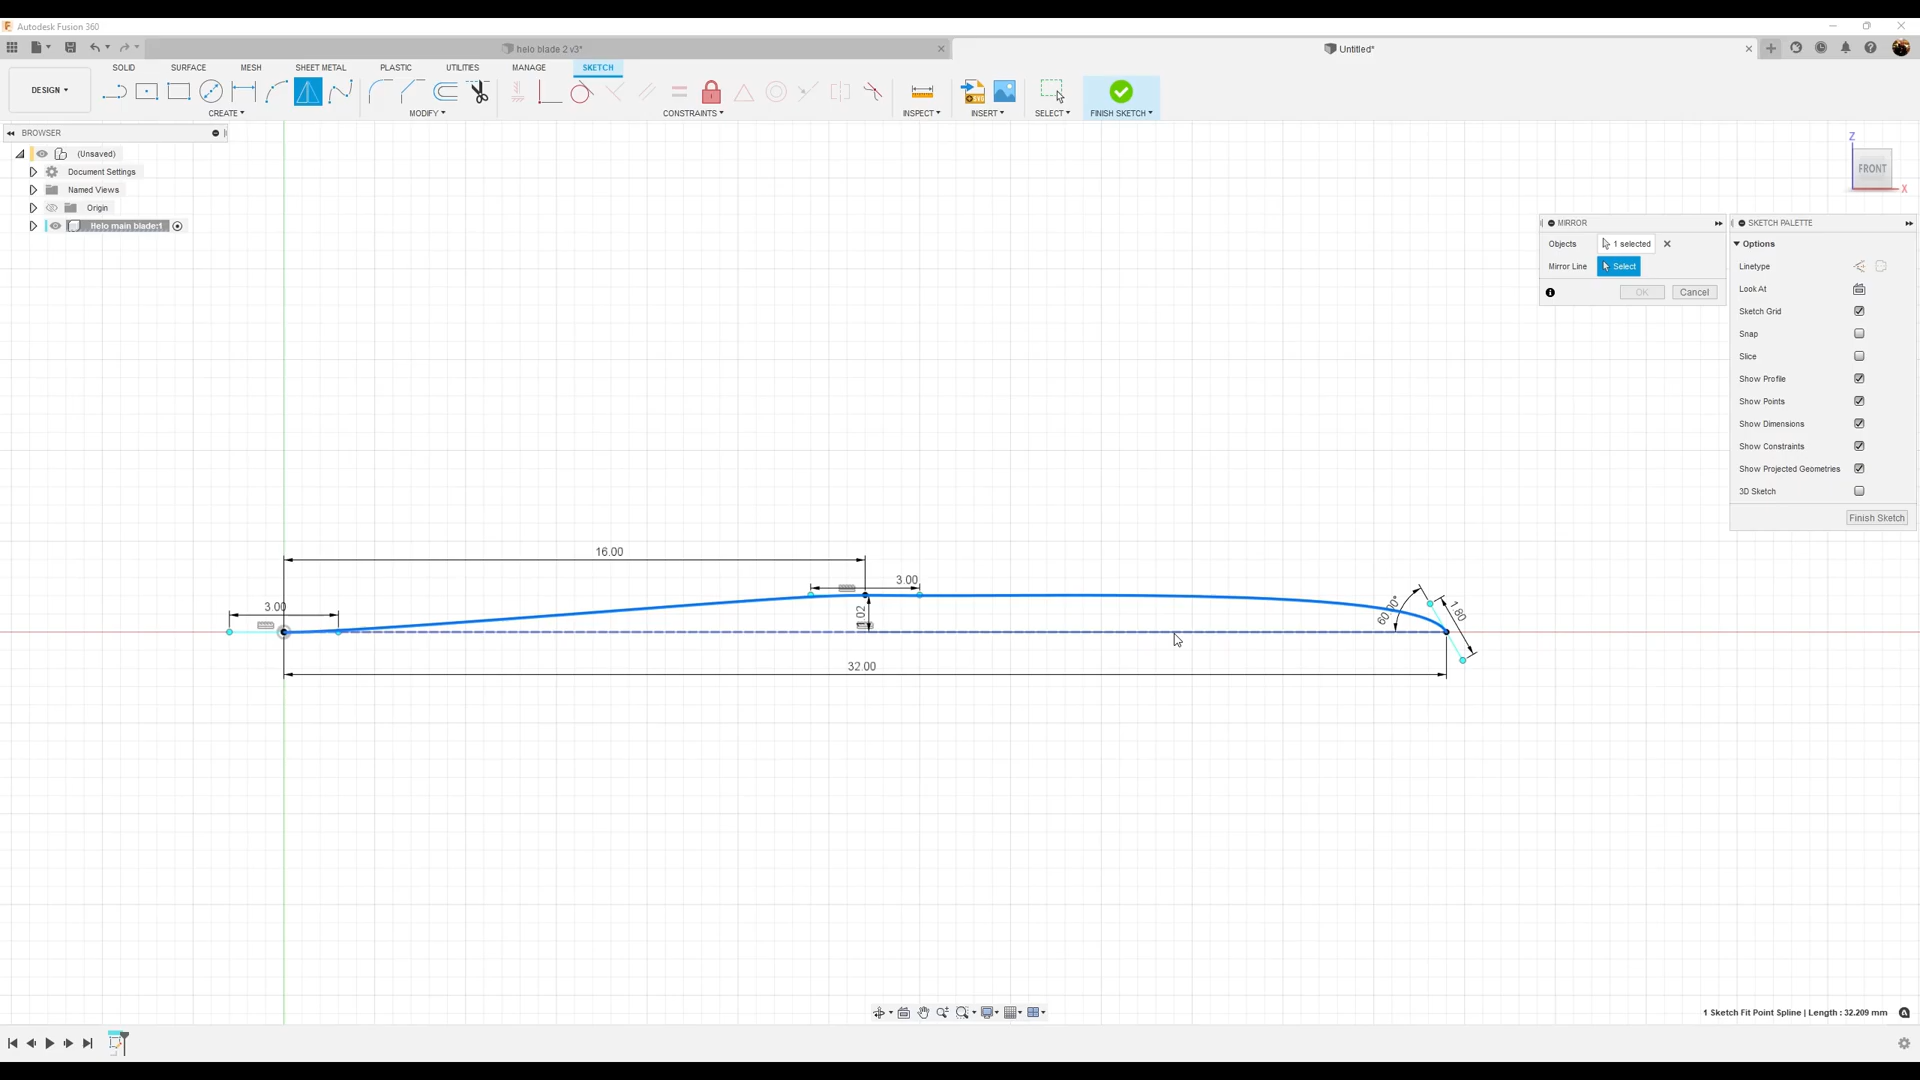 Autodesk Fusion 360
helo blade 2 v3*
Untitled*
DESIGN
SOLID
SURFACE
MESH
SHEET METAL
PLASTIC
UTILITIES
MANAGE
SKETCH
CREATE
MODIFY
CONSTRAINTS
INSPECT
INSERT
SELECT
FINISH SKETCH
BROWSER
(Unsaved)
Document Settings
Named Views
Origin
Helo main blade:1
Z
FRONT
X
MIRROR
Objects
1 selected
Mirror Line
Select
OK
Cancel
SKETCH PALETTE
Options
Linetype
Look At
Sketch Grid
Snap
Slice
Show Profile
Show Points
Show Dimensions
Show Constraints
Show Projected Geometries
3D Sketch
Finish Sketch
16.00
3.00
3.00
1.02
1.80
32.00
1 Sketch Fit Point Spline | Length : 32.209 mm